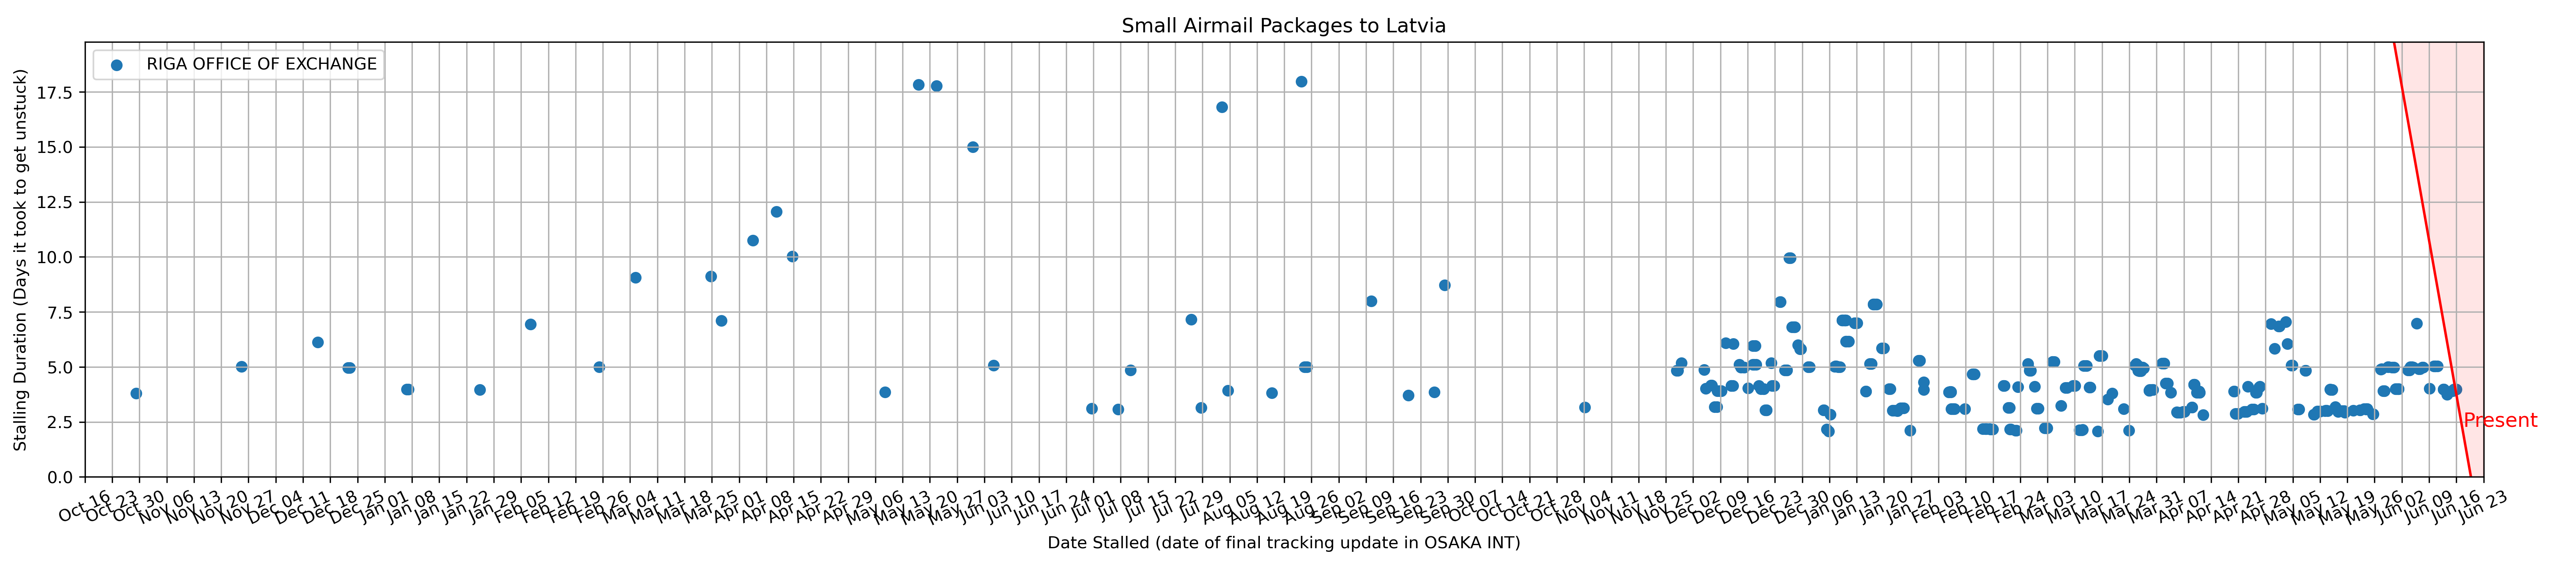 Small Airmail Packages to Latvia
RIGA OFFICE OF EXCHANGE
Stalling Duration (Days it took to get unstuck)
17.5
15.0
12.5
10.0
7.5
5.0
2.5
0.0
Present
Oct 16
Oct 23
Oct 30
Nov 06
Nov 13
Nov 20
Nov 27
Dec 04
Dec 11
Dec 18
Dec 25
Jan 01
Jan 08
Jan 15
Jan 22
Jan 29
Feb 05
Feb 12
Feb 19
Feb 26
Mar 04
Mar 11
Mar 18
Mar 25
Apr 01
Apr 08
Apr 15
Apr 22
Apr 29
May 06
May 13
May 20
May 27
Jun 03
Jun 10
Jun 17
Jun 24
Jul 01
Jul 08
Jul 15
Jul 22
Jul 29
Aug 05
Aug 12
Aug 19
Aug 26
Sep 02
Sep 09
Sep 16
Sep 23
Sep 30
Oct 07
Oct 14
Oct 21
Oct 28
Nov 04
Nov 11
Nov 18
Nov 25
Dec 02
Dec 09
Dec 16
Dec 23
Dec 30
Jan 06
Jan 13
Jan 20
Jan 27
Feb 03
Feb 10
Feb 17
Feb 24
Mar 03
Mar 10
Mar 17
Mar 24
Mar 31
Apr 07
Apr 14
Apr 21
Apr 28
May 05
May 12
May 19
May 26
Jun 02
Jun 09
Jun 16
Jun 23
Date Stalled (date of final tracking update in OSAKA INT)